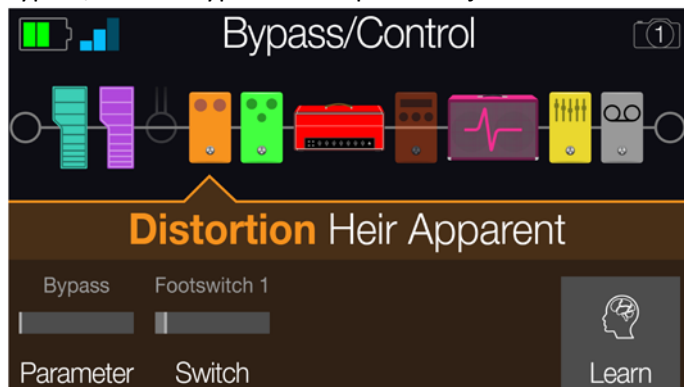 Bypass/Control
1
Distortion Heir Apparent
Bypass Footswitch 1
Parameter Switch Learn